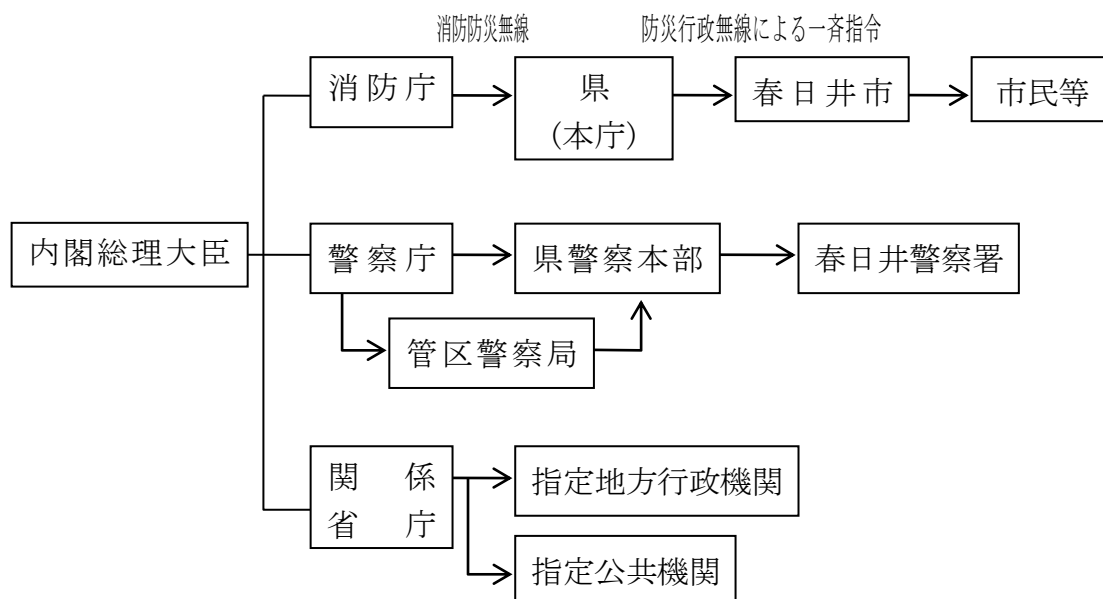 消防防災無線
防災行政無線による一斉指令
消防庁
県
(本庁)
春日井市
市民等
内閣総理大臣
警察庁
県警察本部
春日井警察署
管区警察局
関係
省庁
指定地方行政機関
指定公共機関